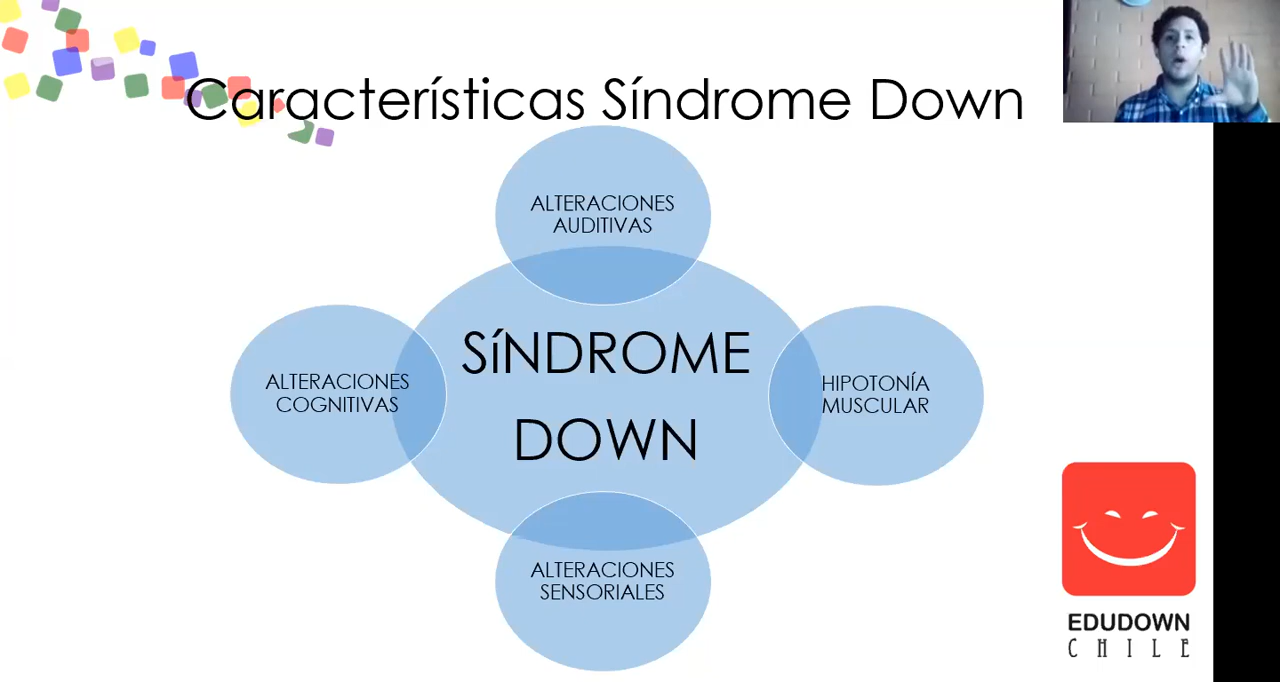 Características Síndrome Down
ALTERACIONES
AUDITIVAS
ALTERACIONES
COGNITIVAS
SíNDROME
DOWN
HIPOTONÍA
MUSCULAR
ALTERACIONES
SENSORIALES
EDUDOWN
CHILE